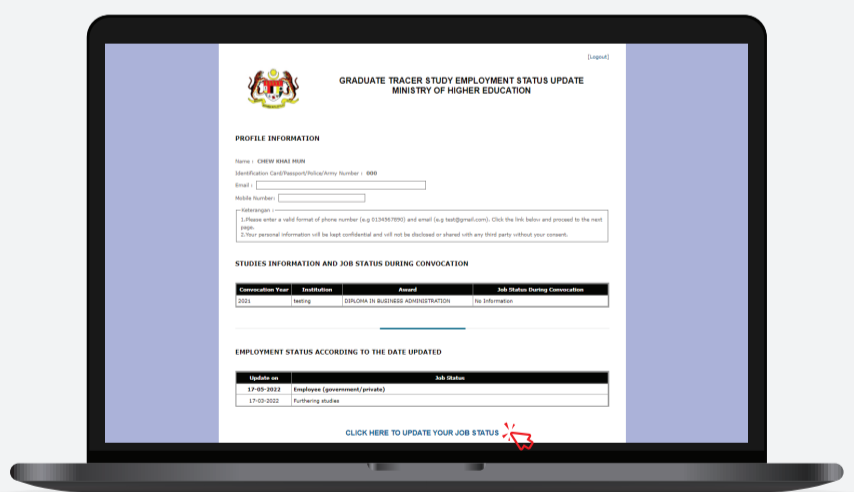 [Logout]
GRADUATE TRACER STUDY EMPLOYMENT STATUS UPDATE
MINISTRY OF HIGHER EDUCATION
PROFILE INFORMATION
Name : CHEW KHAI MUN
Identification Card/Passport/Police/Army Number : 000
Email :
Mobile Number:
Keterangan :
1.Please enter a valid format of phone number (e.g 0134567890) and email (e.g test@gmail.com). Click the link below and proceed to the next
page.
2.Your personal information will be kept confidential and will not be disclosed or shared with any third party without your consent.
STUDIES INFORMATION AND JOB STATUS DURING CONVOCATION
Convocation Year Institution Award Job Status During Convocation
2021 testing DIPLOMA IN BUSINESS ADMINISTRATION No Information
EMPLOYMENT STATUS ACCORDING TO THE DATE UPDATED
Update on Job Status
17-05-2022 Employee (government/private)
17-03-2022 Furthering studies
CLICK HERE TO UPDATE YOUR JOB STATUS